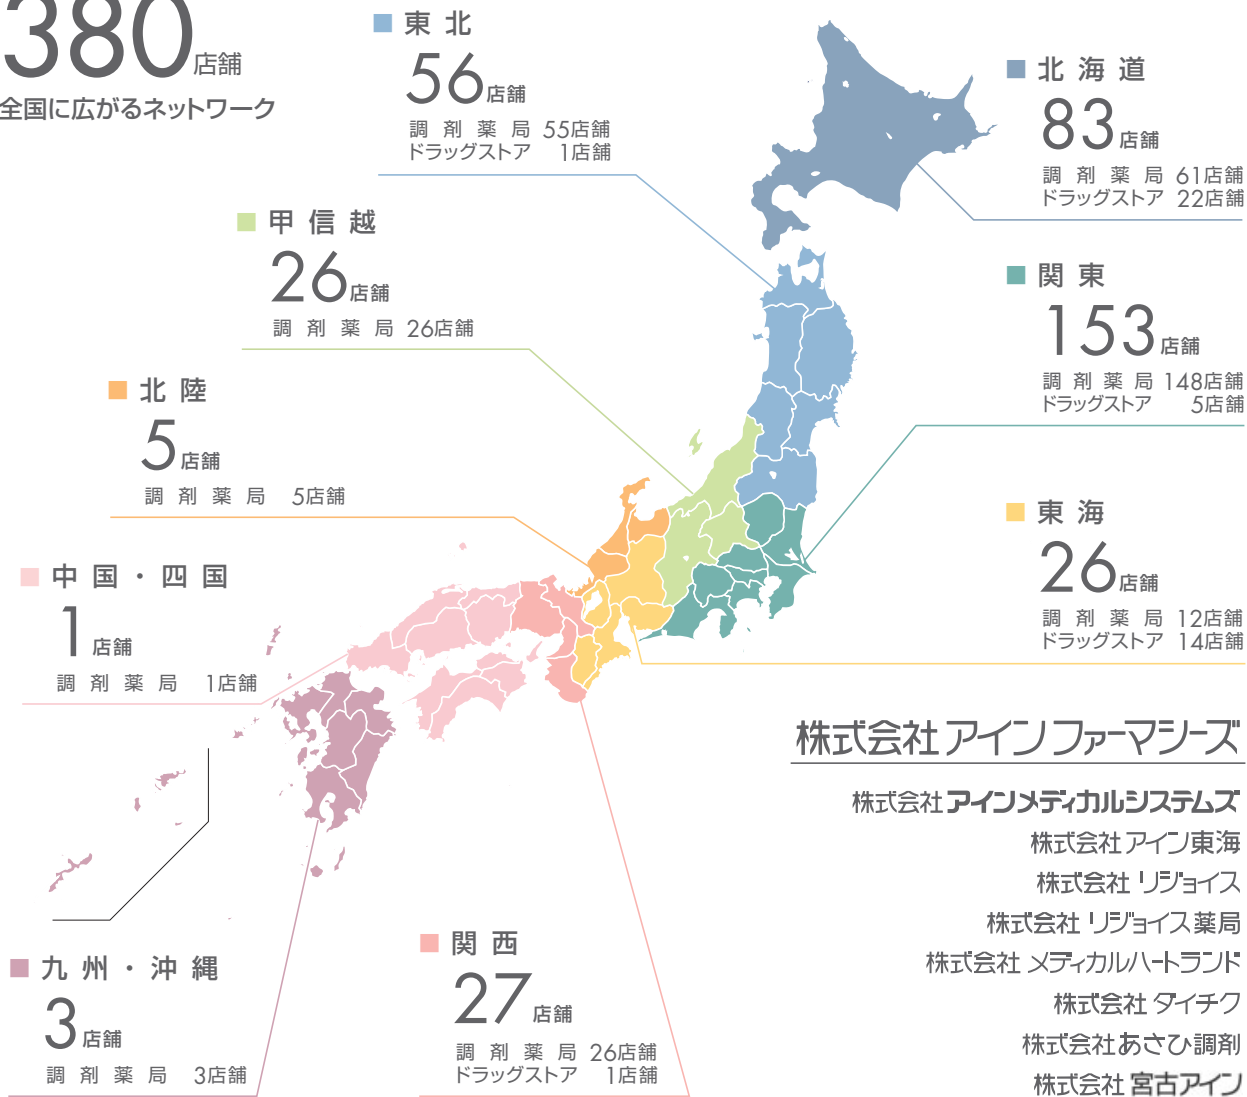 380店舗
全国に広がるネットワーク
東北
56店舗
調剤薬局 55店舗
ドラッグストア 1店舗
北海道
83店舗
調剤薬局 61店舗
ドラッグストア 22店舗
甲信越
26店舗
調剤薬局 26店舗
関東
153店舗
調剤薬局 148店舗
ドラッグストア 5店舗
北陸
5店舗
調剤薬局 5店舗
東海
26店舗
調剤薬局 12店舗
ドラッグストア 14店舗
中国・四国
1店舗
調剤薬局 1店舗
九州・沖縄
3店舗
調剤薬局 3店舗
関西
27店舗
調剤薬局 26店舗
ドラッグストア 1店舗
株式会社アインファーマシーズ
株式会社アインメディカルシステムズ
株式会社アイン東海
株式会社リジョイス
株式会社リジョイス薬局
株式会社メディカルハートランド
株式会社ダイチク
株式会社あさひ調剤
株式会社宮古アイン